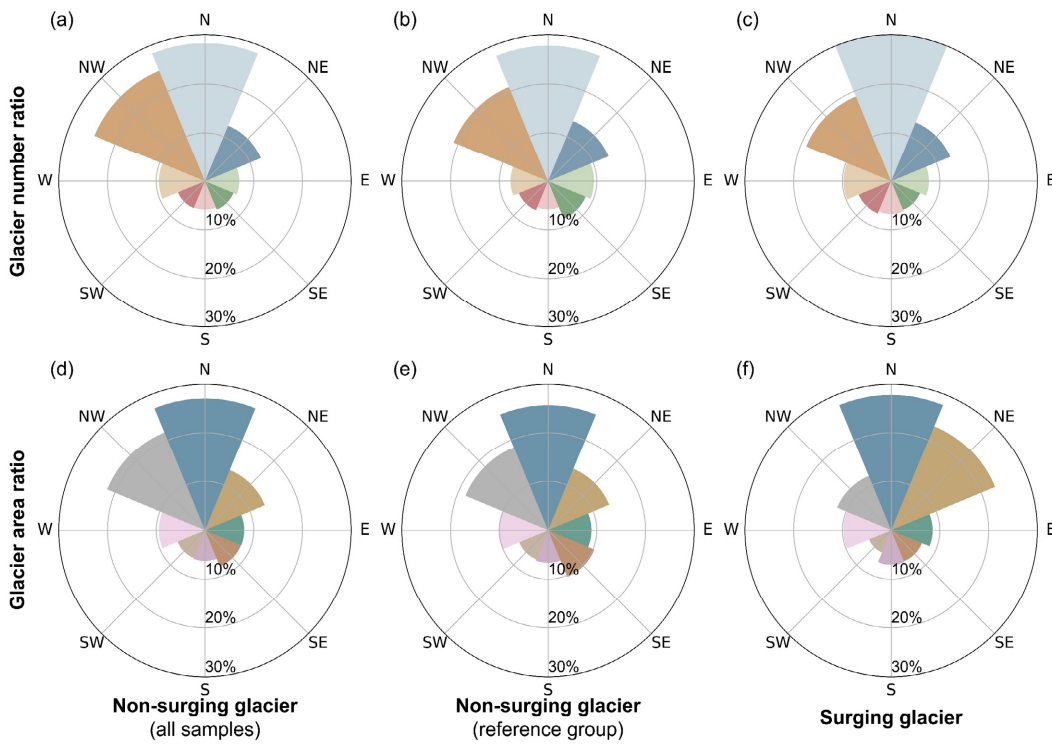 (a)
N
NW
NE
W
E
10%
20%
SW
SE
30%
S
(b)
N
NW
NE
W
E
10%
20%
SW
SE
30%
S
(c)
N
NW
NE
W
E
10%
20%
SW
SE
30%
S
Glacier number ratio
(d)
N
NW
NE
W
E
10%
20%
SW
SE
30%
S
(e)
N
NW
NE
W
E
10%
20%
SW
SE
30%
S
(f)
N
NW
NE
W
E
10%
20%
SW
SE
30%
S
Glacier area ratio
Non-surging glacier
(all samples)
Non-surging glacier
(reference group)
Surging glacier